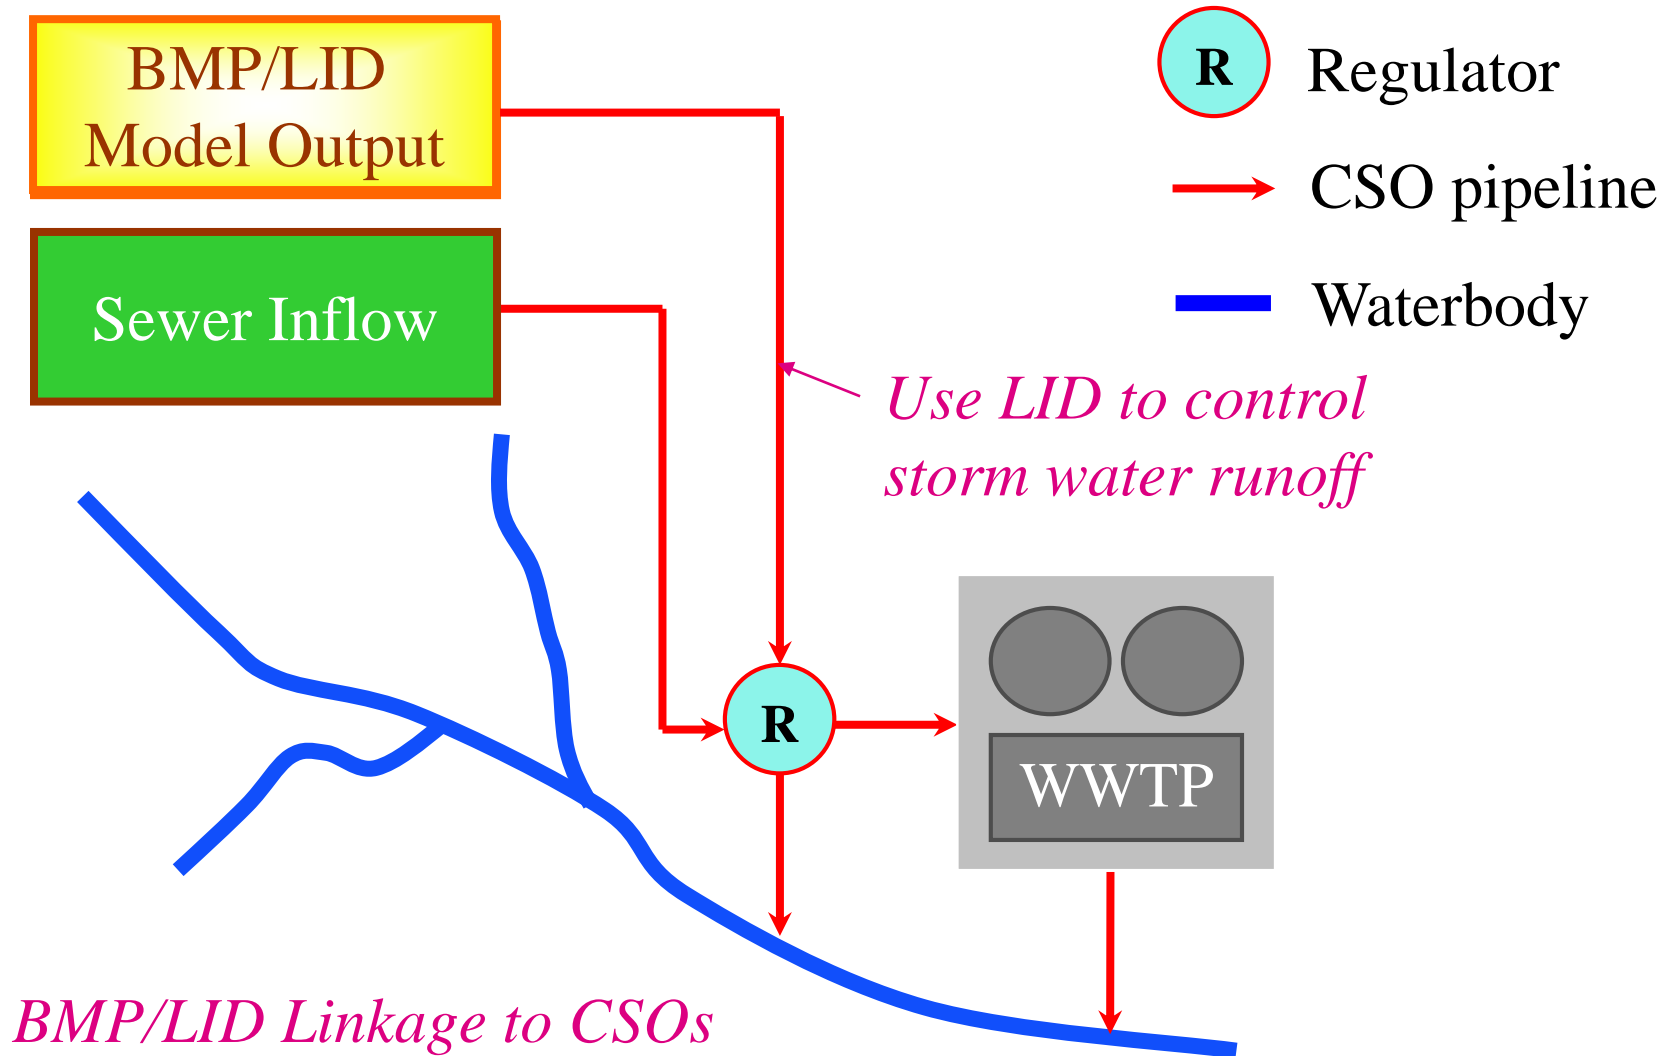 BMP/LID
Model Output
Sewer Inflow
R
Regulator
CSO pipeline
Waterbody
Use LID to control
storm water runoff
R
WWTP
BMP/LID Linkage to CSOs